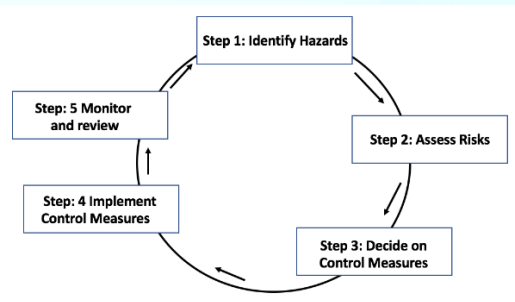 Step 1: Identify Hazards
Step 2: Assess Risks
Step 3: Decide on
Control Measures
Step: 4 Implement
Control Measures
Step: 5 Monitor
and review